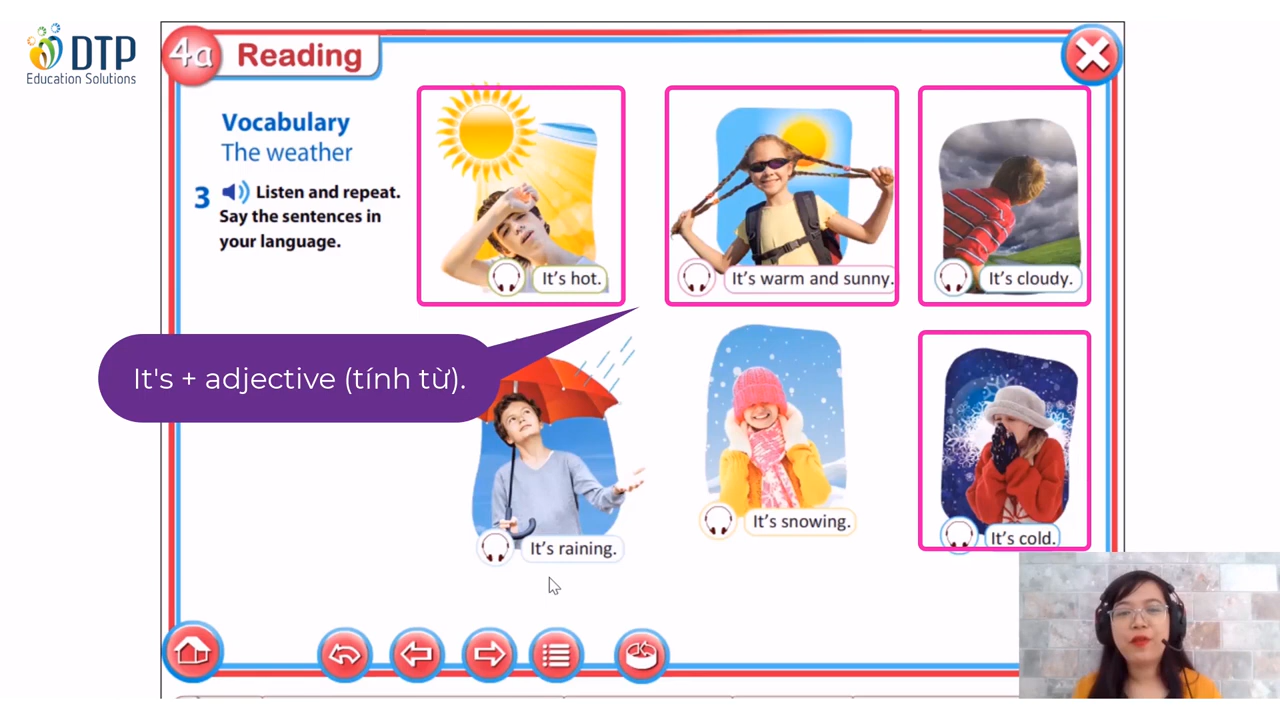 DTP
Education Solutions
4a Reading
Vocabulary
The weather
3 Listen and repeat.
Say the sentences in
your language.
It's hot.
It's warm and sunny.
It's cloudy.
It's + adjective (tính từ).
It's raining.
It's snowing.
It's cold.